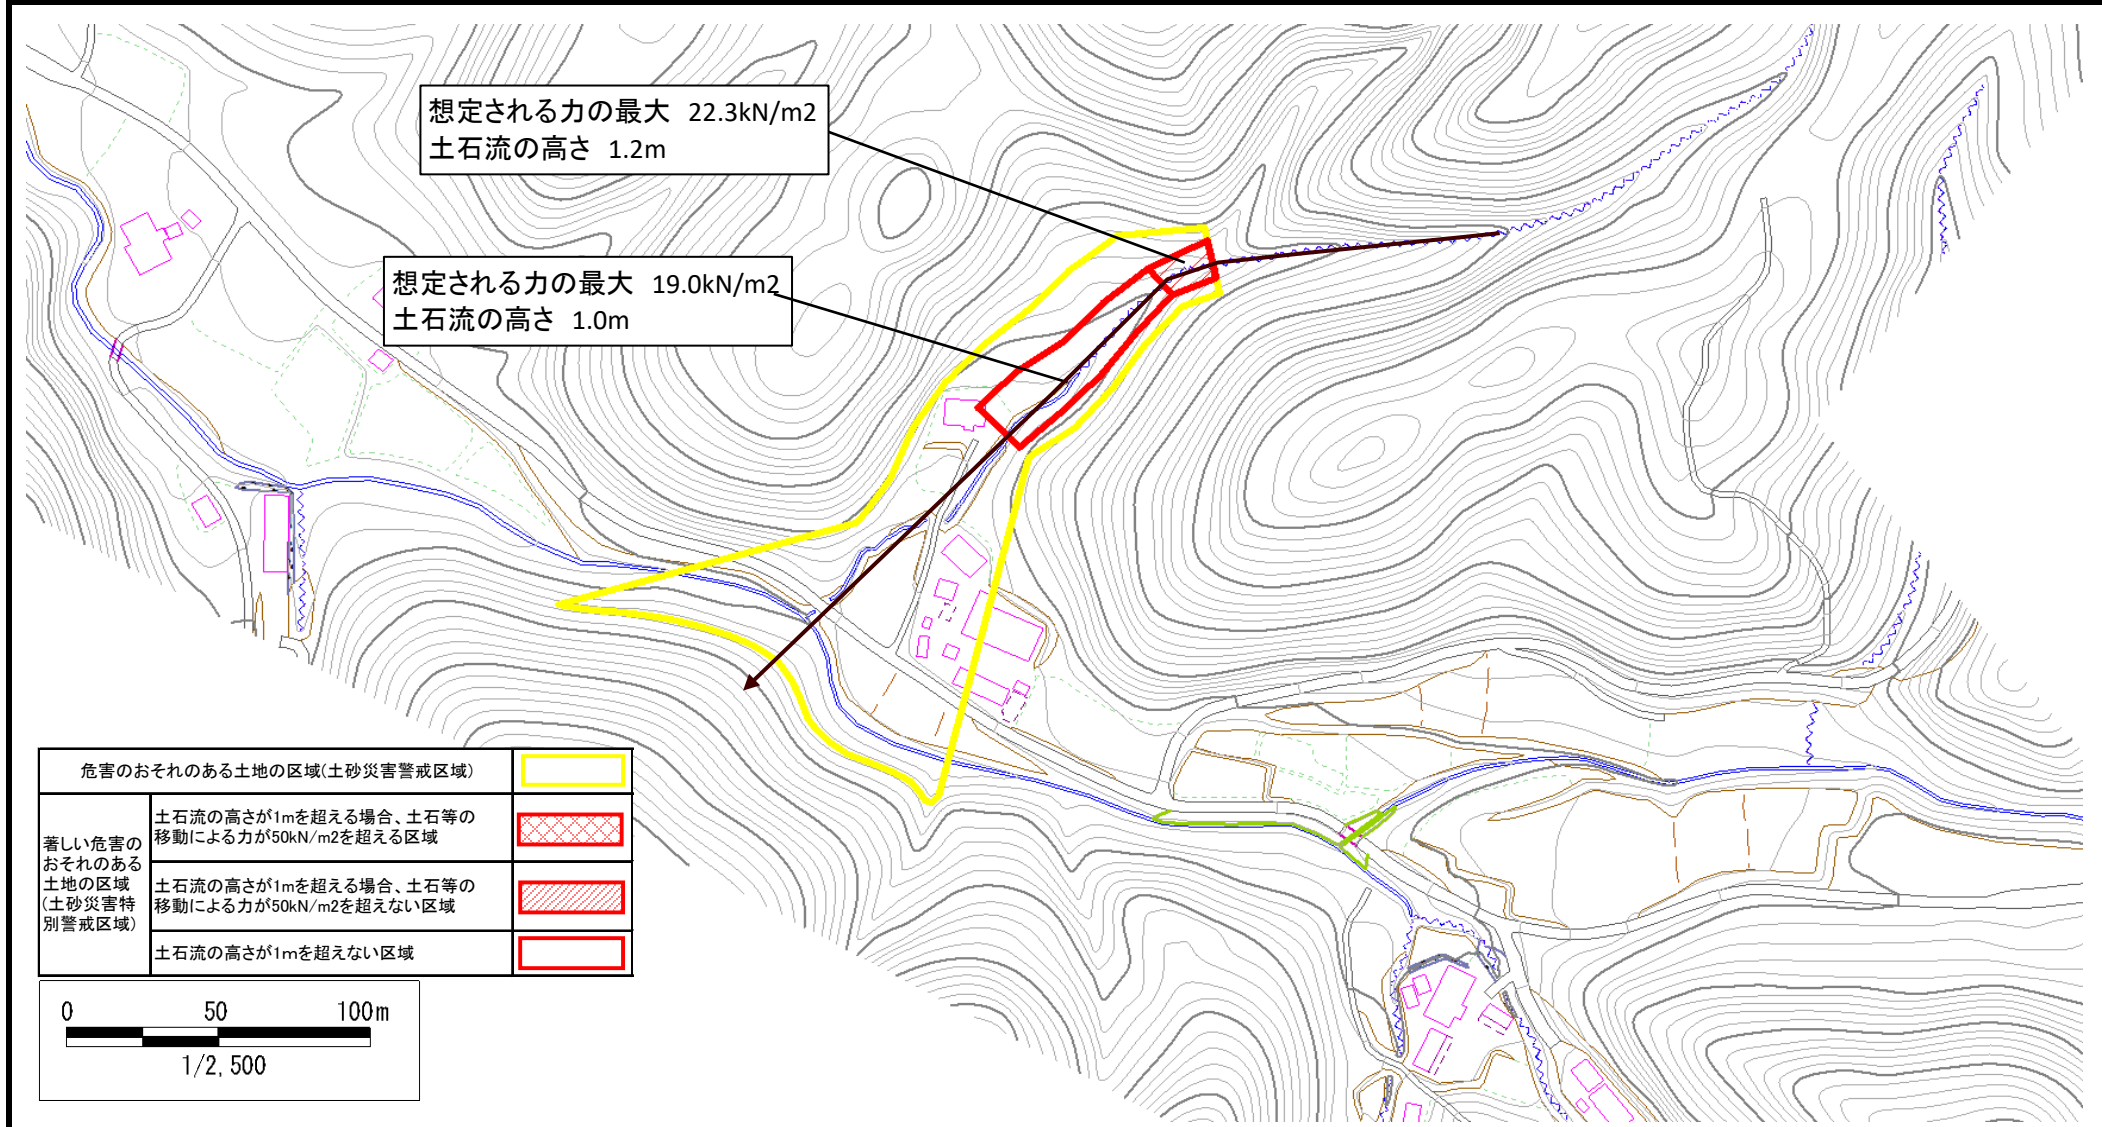 想定される力の最大 22.3kN/m2
土石流の高さ 1.2m
想定される力の最大 19.0kN/m2
土石流の高さ 1.0m
危害のおそれのある土地の区域(土砂災害警戒区域)
著しい危害の
おそれのある
土地の区域
(土砂災害特
別警戒区域)
土石流の高さが1mを超える場合、土石等の
移動による力が50kN/m2を超える区域
土石流の高さが1mを超える場合、土石等の
移動による力が50kN/m2を超えない区域
土石流の高さが1mを超えない区域
0 50 100m
1/2,500